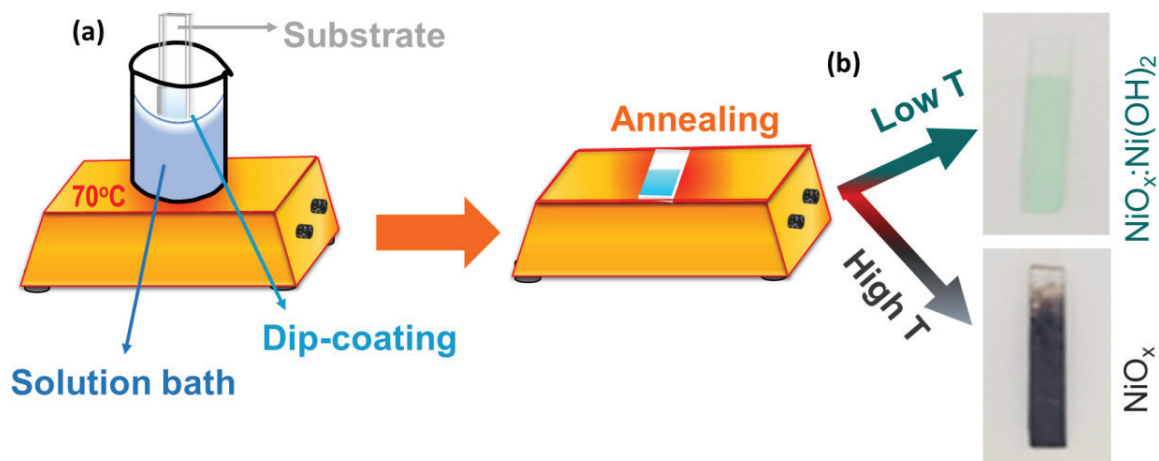 (a)
Substrate
70°C
Dip-coating
Solution bath
Annealing
(b)
Low T
High T
NiOₓ:Ni(OH)₂
NiOₓ